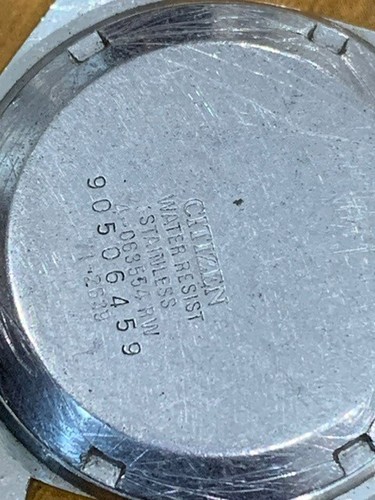 CITIZEN
WATER RESIST
STAINLESS
4-063554 HW
90506459